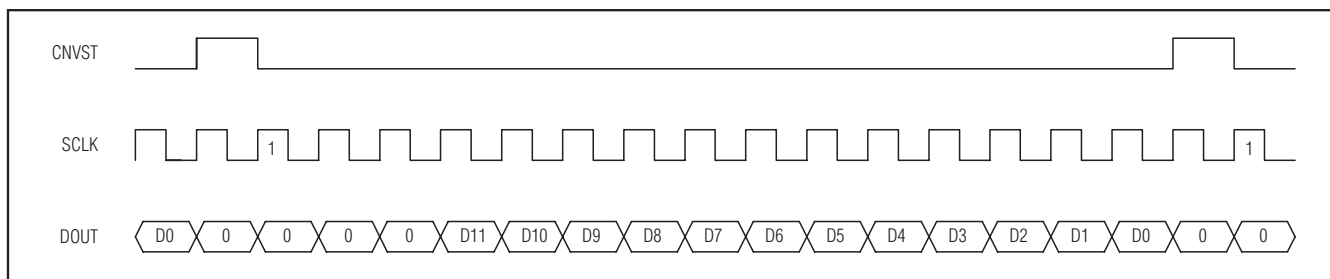 CNVST
SCLK 1 1
DOUT D0 0 0 0 0 D11 D10 D9 D8 D7 D6 D5 D4 D3 D2 D1 D0 0 0